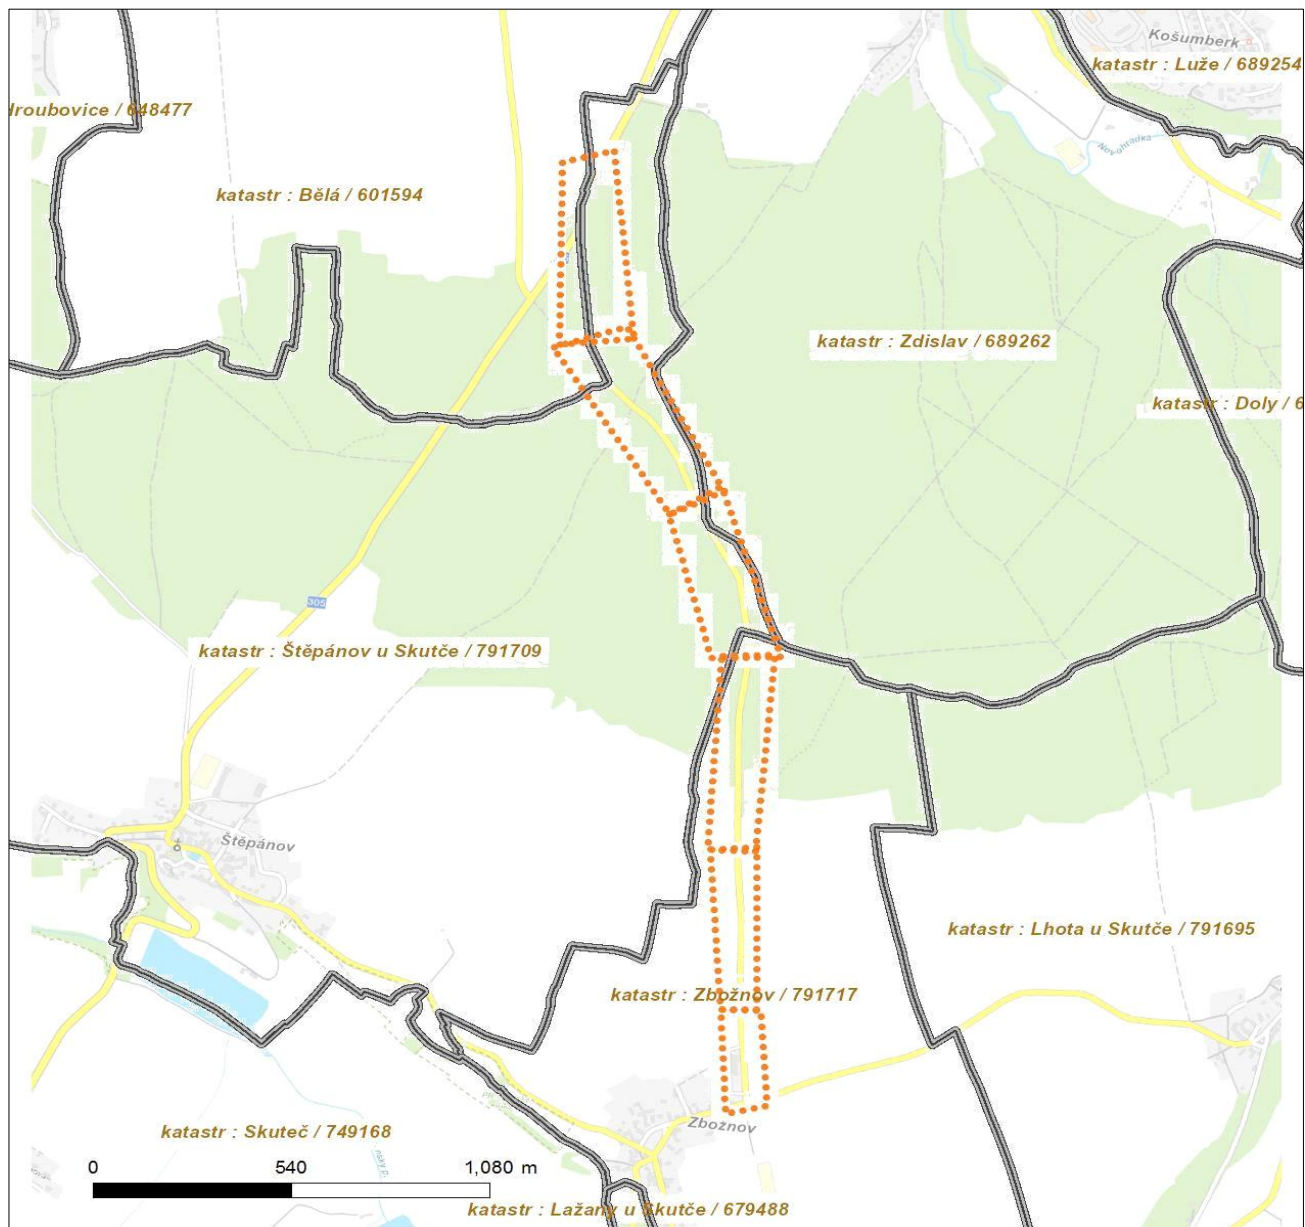 Košumberk
katastr : Luže / 689254
Hroubovice / 648477
Novohradka
katastr : Bělá / 601594
katastr : Zdislav / 689262
katastr : Doly / 6
305
katastr : Štěpánov u Skutče / 791709
Štěpánov
katastr : Lhota u Skutče / 791695
katastr : Zbožnov / 791717
Zbožnov
katastr : Skuteč / 749168
0 540 1,080 m
katastr : Lažany u Skutče / 679488